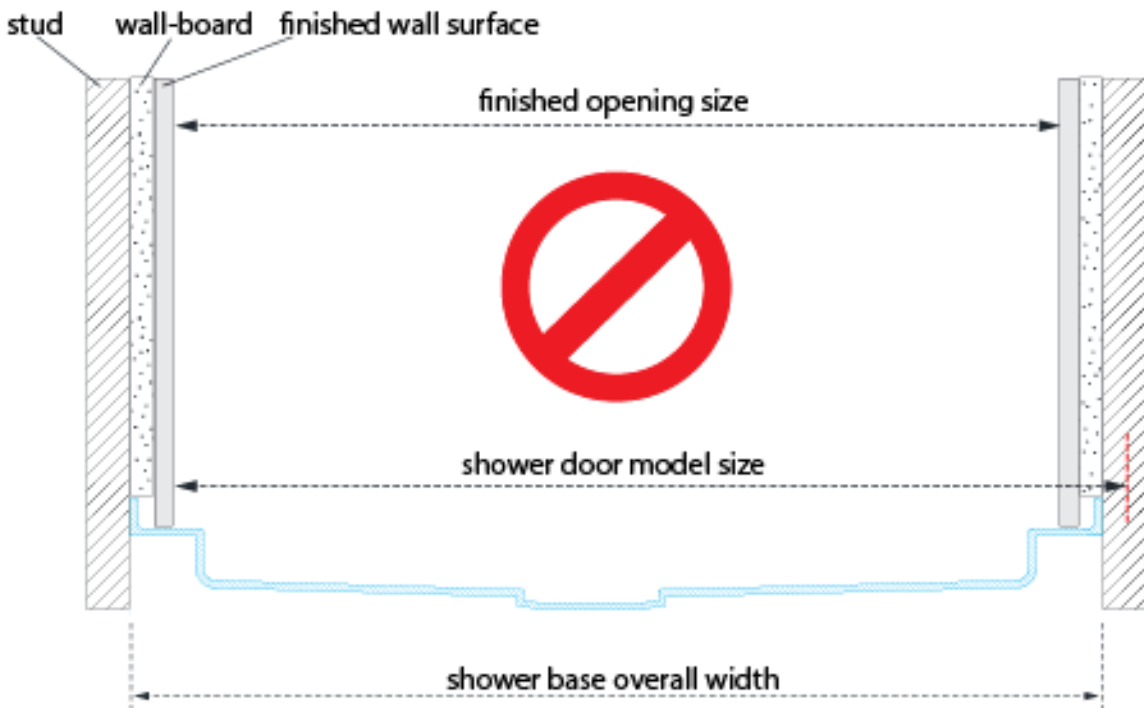 stud wall-board finished wall surface
finished opening size
shower door model size
shower base overall width